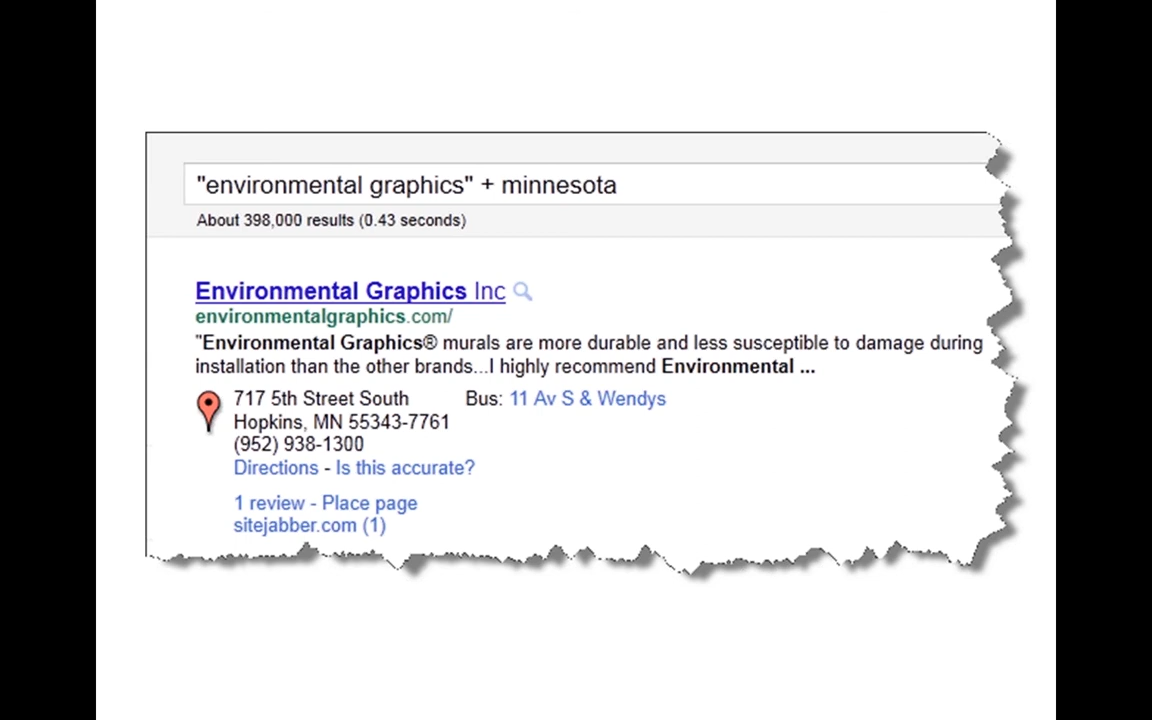 "environmental graphics" + minnesota
About 398,000 results (0.43 seconds)
Environmental Graphics Inc
environmentalgraphics.com/
"Environmental Graphics® murals are more durable and less susceptible to damage during
installation than the other brands...I highly recommend Environmental ...
717 5th Street South Bus: 11 Av S & Wendys
Hopkins, MN 55343-7761
(952) 938-1300
Directions - Is this accurate?
1 review - Place page
sitejabber.com (1)